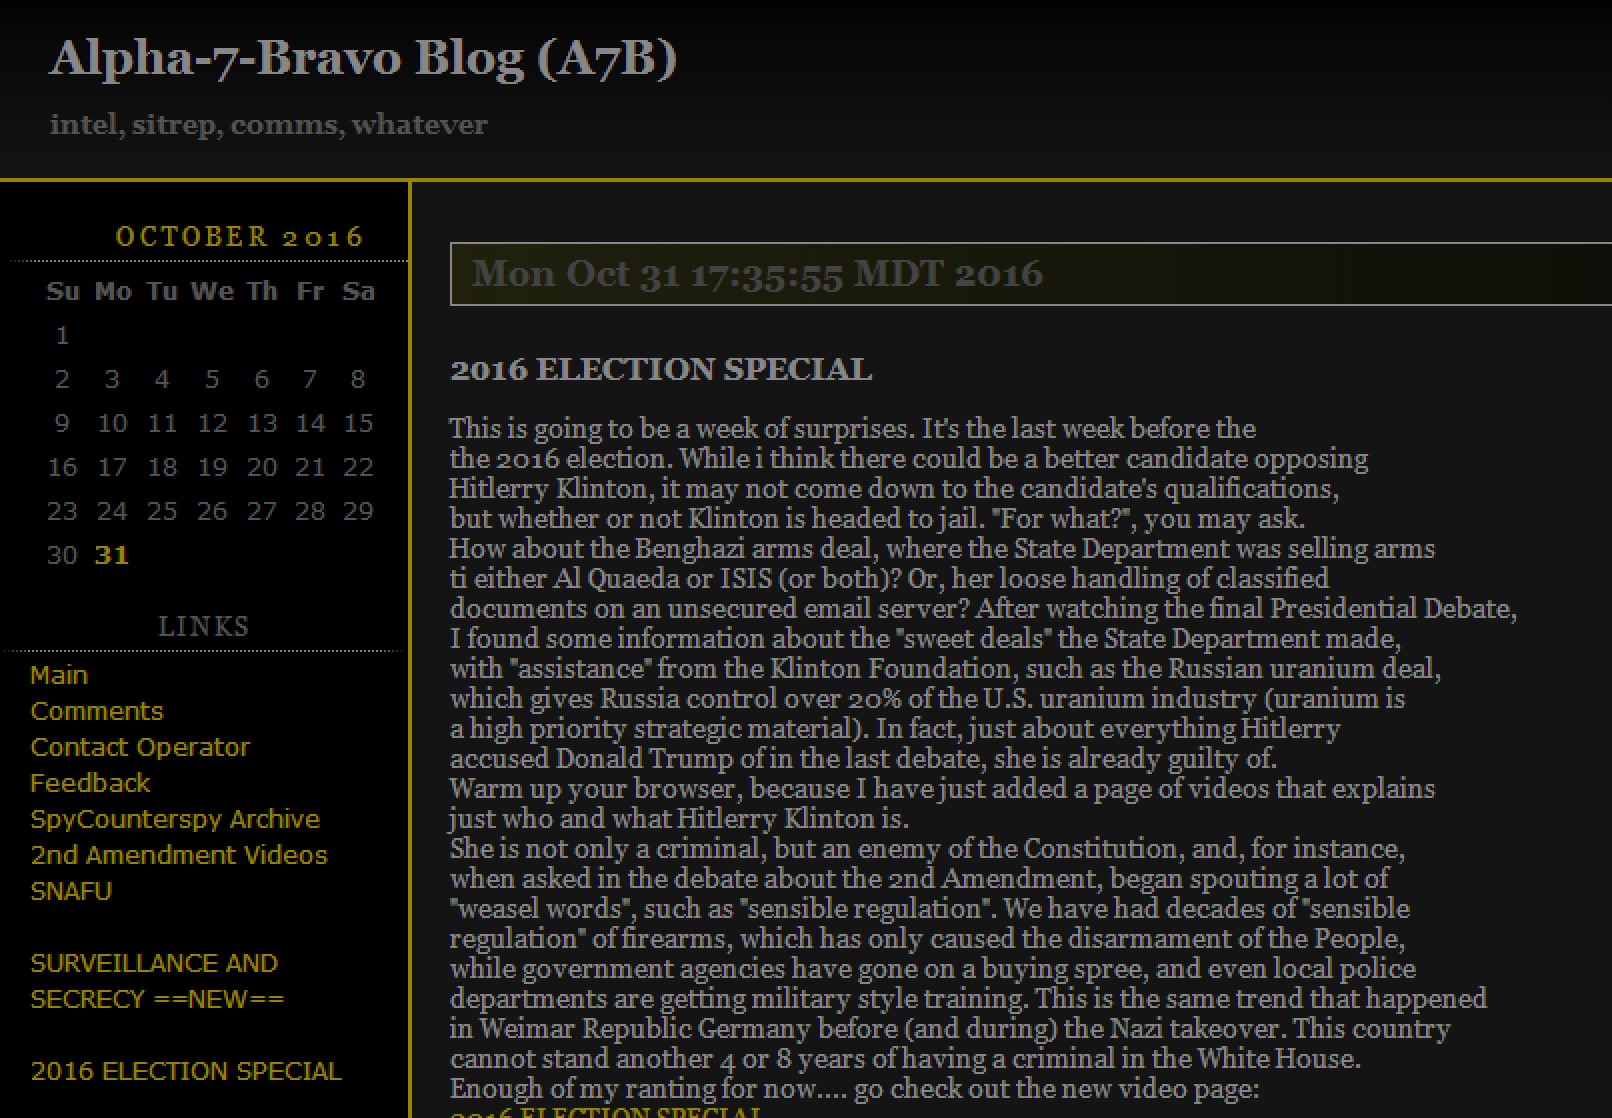 Alpha-7-Bravo Blog (A7B)
intel, sitrep, comms, whatever
OCTOBER 2016
Su Mo Tu We Th Fr Sa
1
2 3 4 5 6 7 8
9 10 11 12 13 14 15
16 17 18 19 20 21 22
23 24 25 26 27 28 29
30 31
LINKS
Main
Comments
Contact Operator
Feedback
SpyCounterspy Archive
2nd Amendment Videos
SNAFU
SURVEILLANCE AND
SECRECY ==NEW==
2016 ELECTION SPECIAL
Mon Oct 31 17:35:55 MDT 2016
2016 ELECTION SPECIAL
This is going to be a week of surprises. It's the last week before the
the 2016 election. While i think there could be a better candidate opposing
Hitlerry Klinton, it may not come down to the candidate's qualifications,
but whether or not Klinton is headed to jail. "For what?", you may ask.
How about the Benghazi arms deal, where the State Department was selling arms
ti either Al Quaeda or ISIS (or both)? Or, her loose handling of classified
documents on an unsecured email server? After watching the final Presidential Debate,
I found some information about the "sweet deals" the State Department made,
with "assistance" from the Klinton Foundation, such as the Russian uranium deal,
which gives Russia control over 20% of the U.S. uranium industry (uranium is
a high priority strategic material). In fact, just about everything Hitlerry
accused Donald Trump of in the last debate, she is already guilty of.
Warm up your browser, because I have just added a page of videos that explains
just who and what Hitlerry Klinton is.
She is not only a criminal, but an enemy of the Constitution, and, for instance,
when asked in the debate about the 2nd Amendment, began spouting a lot of
"weasel words", such as "sensible regulation". We have had decades of "sensible
regulation" of firearms, which has only caused the disarmament of the People,
while government agencies have gone on a buying spree, and even local police
departments are getting military style training. This is the same trend that happened
in Weimar Republic Germany before (and during) the Nazi takeover. This country
cannot stand another 4 or 8 years of having a criminal in the White House.
Enough of my ranting for now.... go check out the new video page:
2016 ELECTION SPECIAL